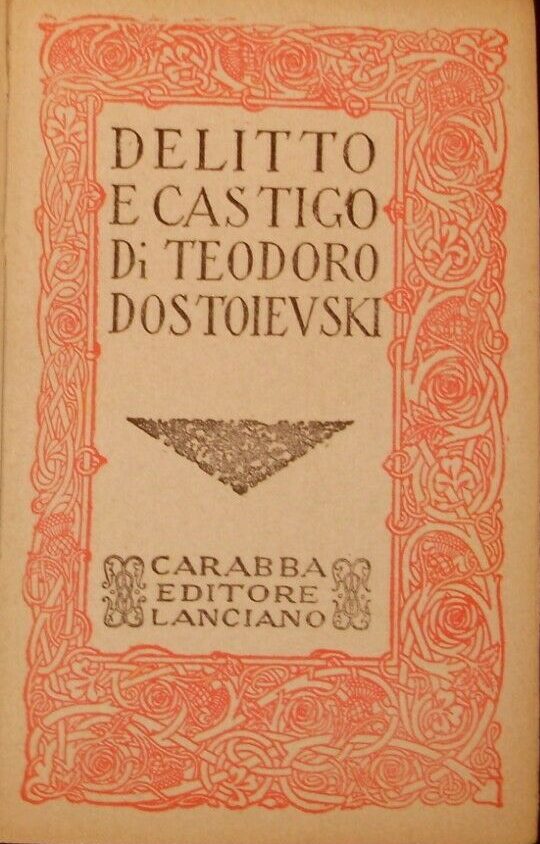 DELITTO
E CASTIGO
Di TEODORO
DOSTOIEVSKI
CARABBA
EDITORE
LANCIANO